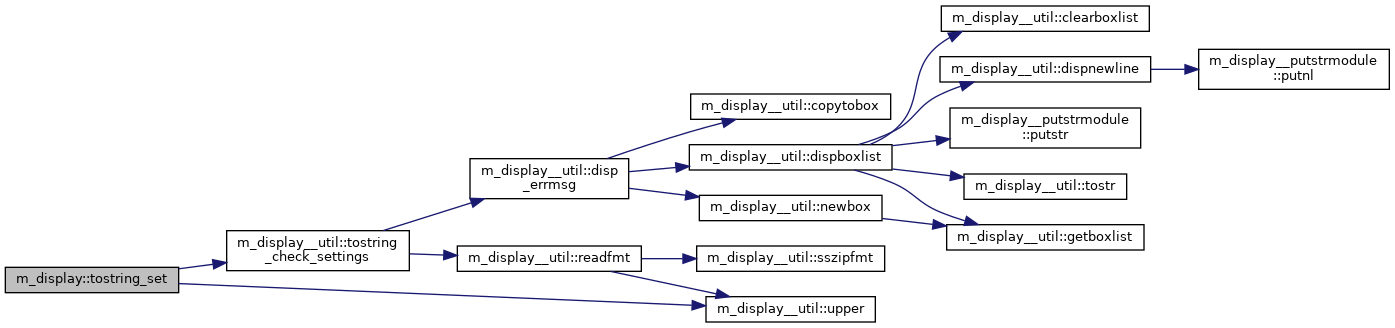 m_display::tostring_set
m_display__util::tostring
_check_settings
m_display__util::disp
_errmsg
m_display__util::readfmt
m_display__util::copytobox
m_display__util::dispboxlist
m_display__util::newbox
m_display__util::sszipfmt
m_display__util::upper
m_display__util::clearboxlist
m_display__util::dispnewline
m_display__putstrmodule
::putstr
m_display__util::tostr
m_display__util::getboxlist
m_display__putstrmodule
::putnl